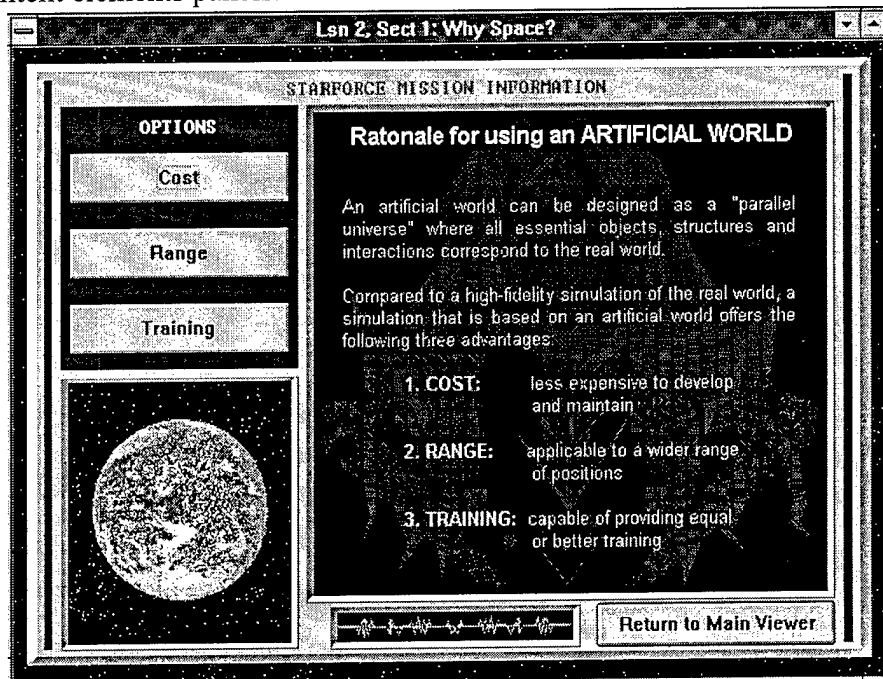 Lsn 2, Sect 1: Why Space?
STARFORCE MISSION INFORMATION
OPTIONS
Cost
Range
Training
Ratonale for using an ARTIFICIAL WORLD
An artificial world can be designed as a "parallel
universe" where all essential objects, structures and
interactions correspond to the real world.
Compared to a high-fidelity simulation of the real world, a
simulation that is based on an artificial world offers the
following three advantages:
1. COST: less expensive to develop
and maintain
2. RANGE: applicable to a wider range
of positions
3. TRAINING: capable of providing equal
or better training
Return to Main Viewer